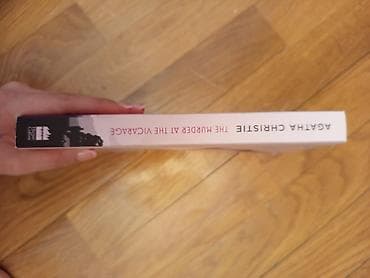 AGATHA CHRISTIE
THE MURDER AT THE VICARAGE